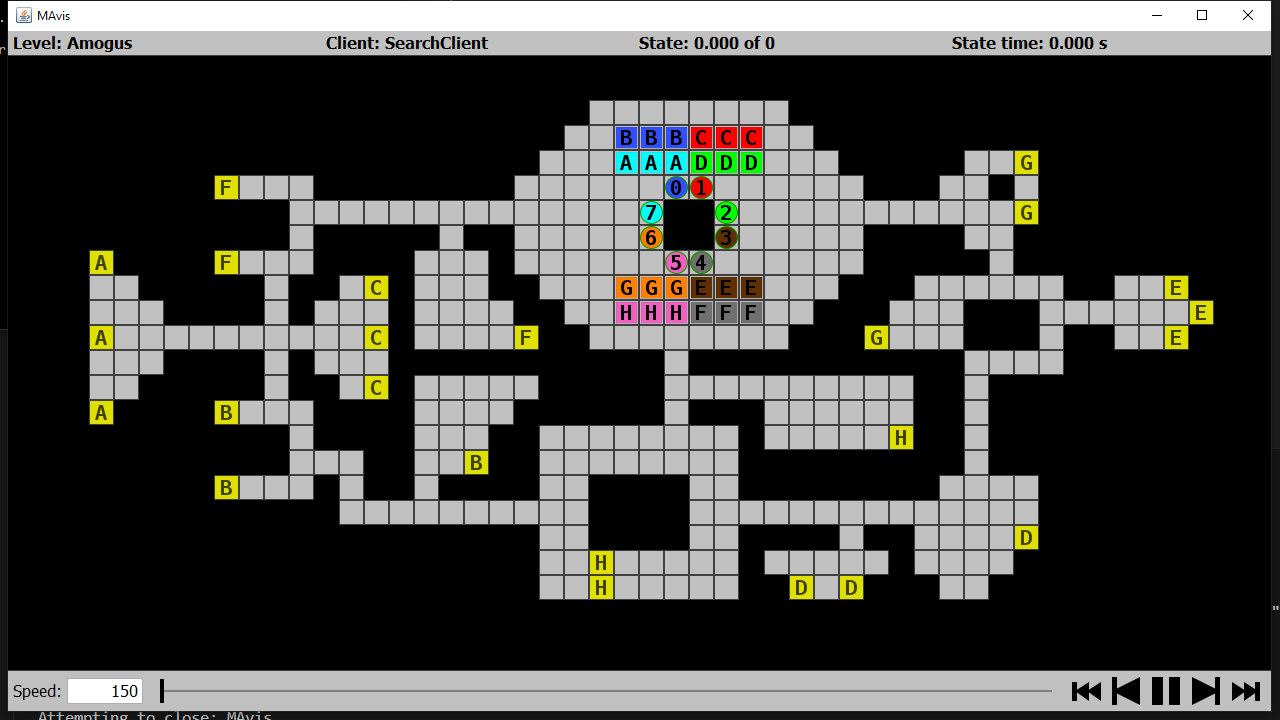 MAvis
Level: Amogus Client: SearchClient State: 0.000 of 0 State time: 0.000 s
B B B C C C
A A A D D D G
F 0 1
7 2 G
6 3
A F 5 4
C G G G E E E E
H H H F F F E
A C F G E
C
A B
H
B
B
D
H
H D D
Speed: 150
Attempting to close: MAvis